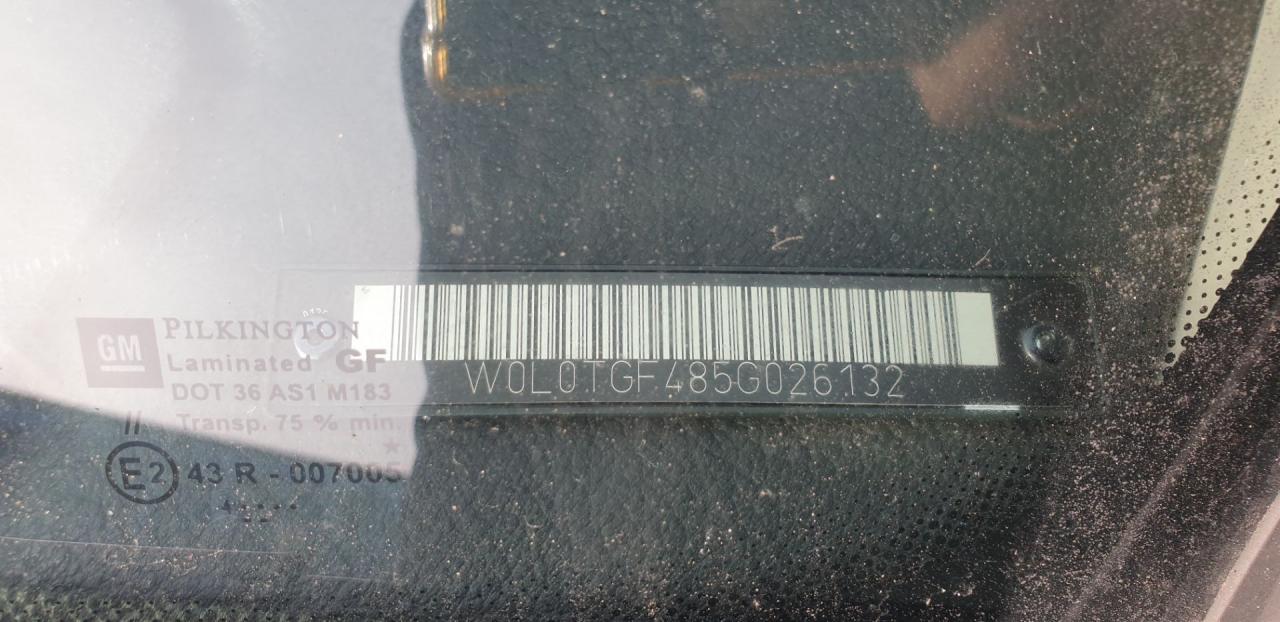 GM
PILKINGTON
Laminated GF
DOT 36 AS1 M183
// Transp. 75 % min.
E2 43 R - 007005
W0L0TGF485G026132